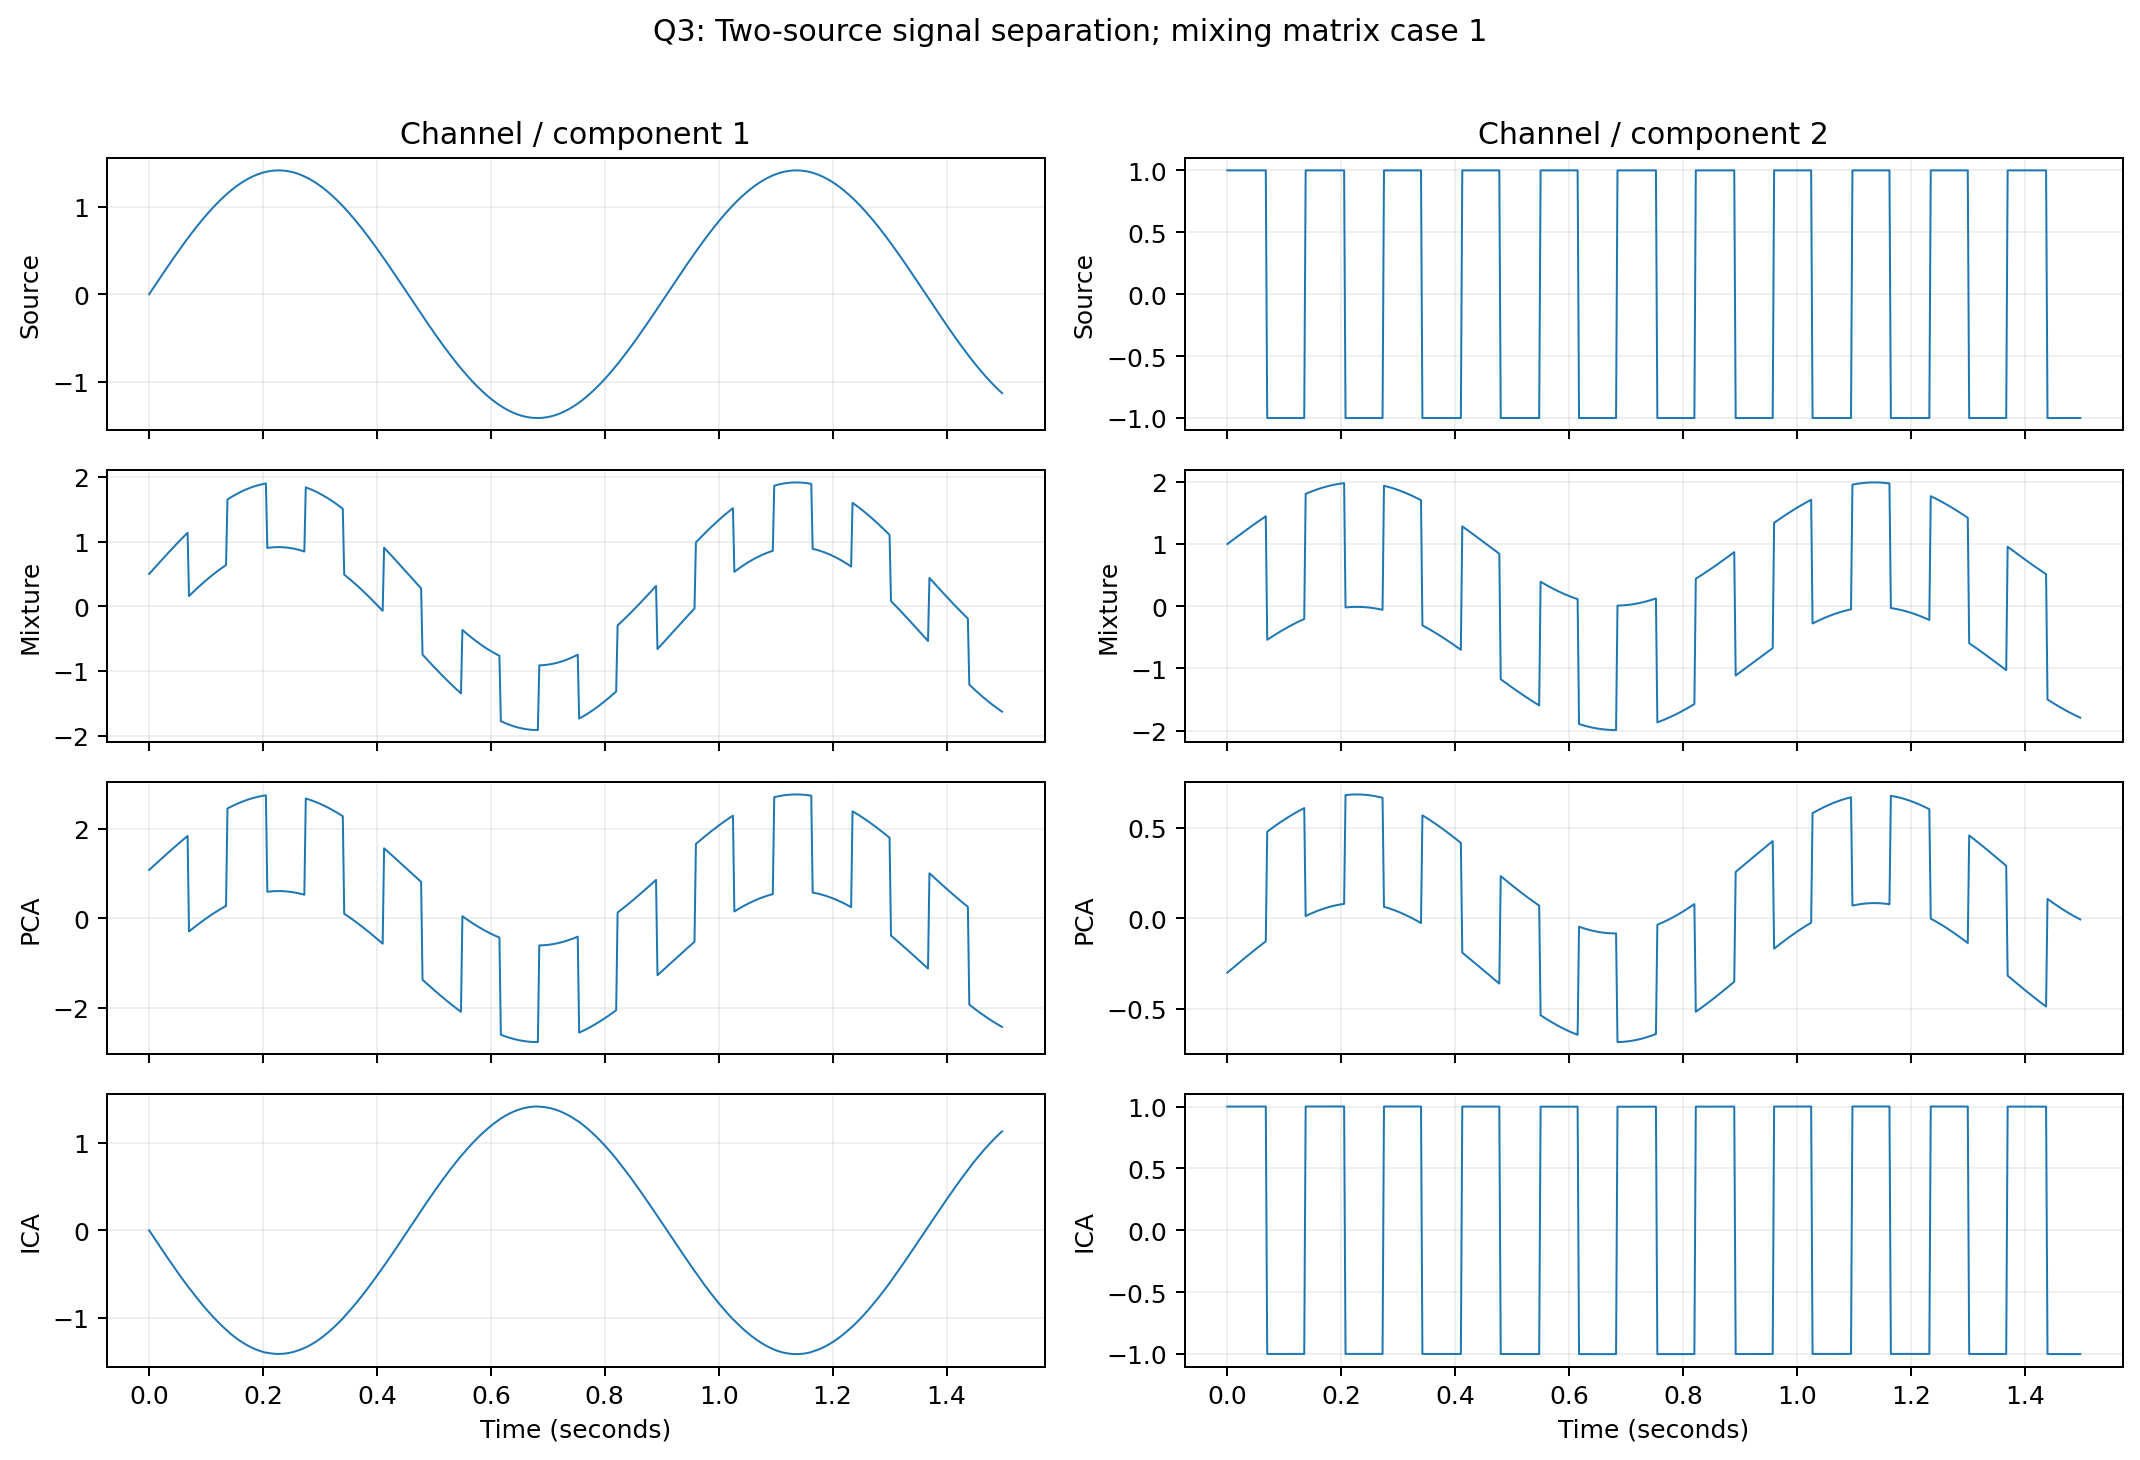 Q3: Two-source signal separation; mixing matrix case 1
Channel / component 1
Channel / component 2
Source
1
0
−1
Source
1.0
0.5
0.0
−0.5
−1.0
Mixture
2
1
0
−1
−2
Mixture
2
1
0
−1
−2
PCA
2
0
−2
PCA
0.5
0.0
−0.5
ICA
1
0
−1
ICA
1.0
0.5
0.0
−0.5
−1.0
0.0 0.2 0.4 0.6 0.8 1.0 1.2 1.4
0.0 0.2 0.4 0.6 0.8 1.0 1.2 1.4
Time (seconds)
Time (seconds)